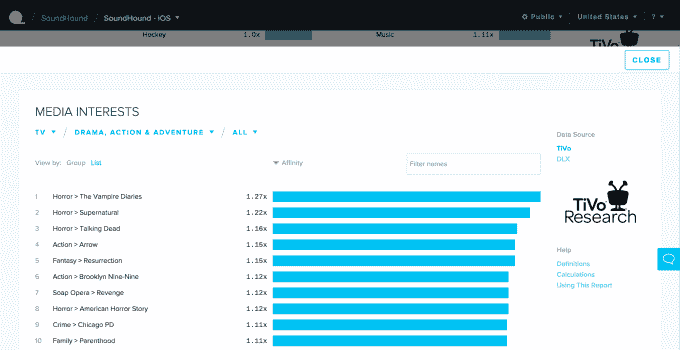 SoundHound / SoundHound - iOS Public United States ?
Hockey 1.0x Music 1.11x
TiVo
Research
CLOSE
MEDIA INTERESTS
TV / DRAMA, ACTION & ADVENTURE / ALL
View by: Group List Affinity Filter names
1 Horror > The Vampire Diaries 1.27x
2 Horror > Supernatural 1.22x
3 Horror > Talking Dead 1.16x
4 Action > Arrow 1.15x
5 Fantasy > Resurrection 1.15x
6 Action > Brooklyn Nine-Nine 1.12x
7 Soap Opera > Revenge 1.12x
8 Horror > American Horror Story 1.12x
9 Crime > Chicago PD 1.11x
10 Family > Parenthood 1.11x
Data Source
TiVo
DLX
TiVo
Research
Help
Definitions
Calculations
Using This Report